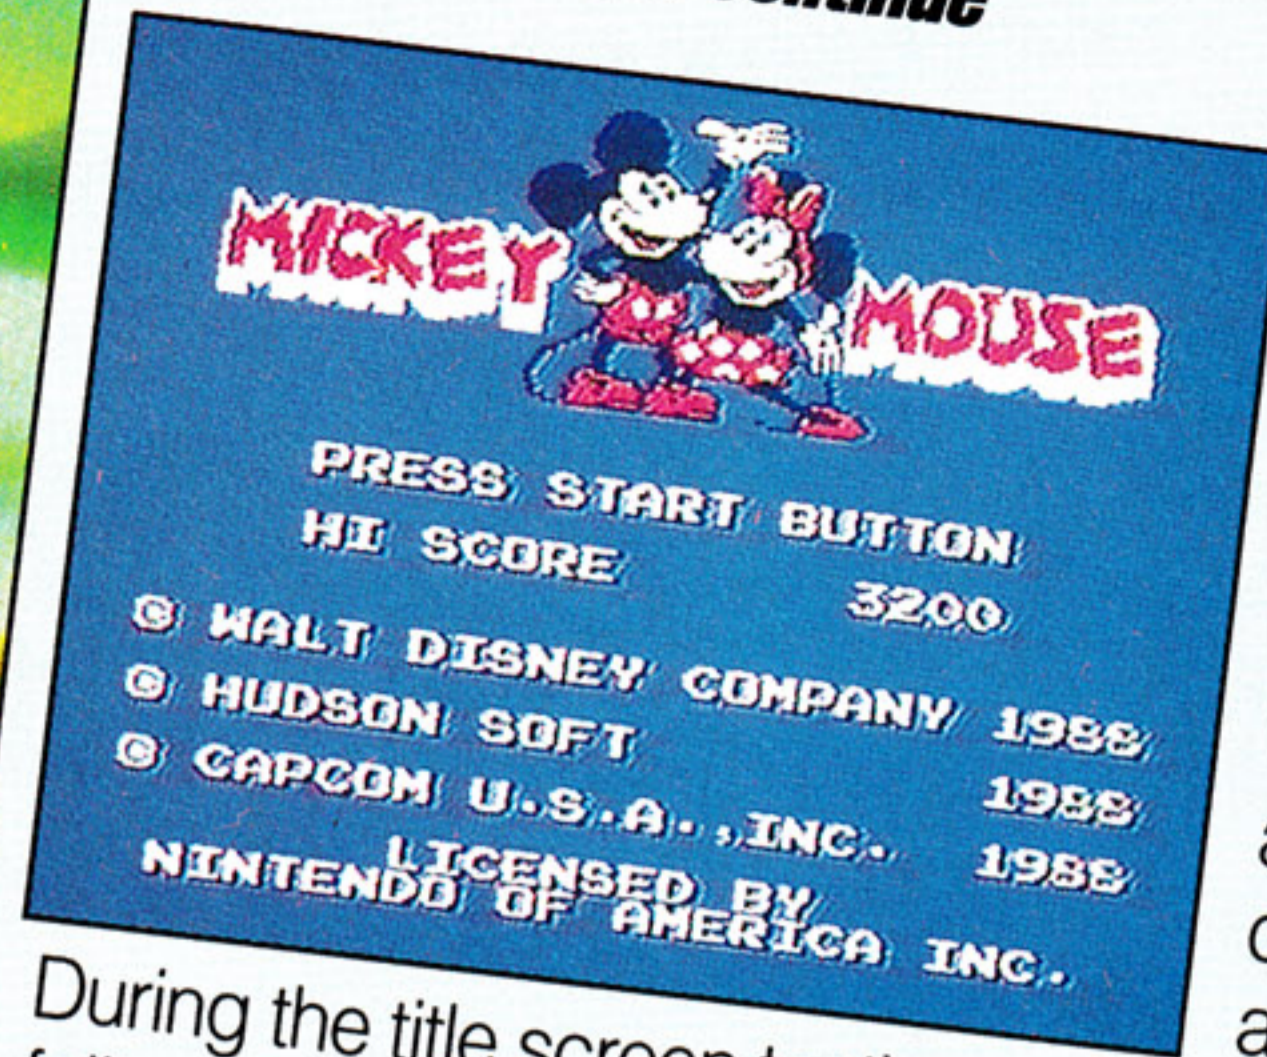 MICKEY MOUSE
PRESS START BUTTON
HI SCORE 3200
© WALT DISNEY COMPANY 1988
© HUDSON SOFT 1988
© CAPCOM U.S.A.,INC. 1988
LICENSED BY
NINTENDO OF AMERICA INC.
During the title screen